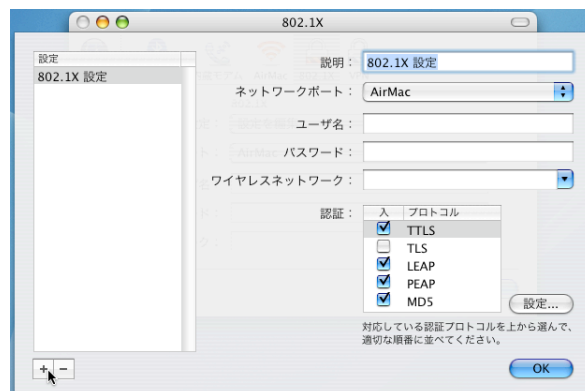 802.1X
設定
802.1X 設定
説明： 802.1X 設定
ネットワークポート： AirMac
ユーザ名：
パスワード：
ワイヤレスネットワーク：
認証：
入 プロトコル
TTLS
TLS
LEAP
PEAP
MD5
設定...
対応している認証プロトコルを上から選んで、
適切な順番に並べてください。
+ −
OK